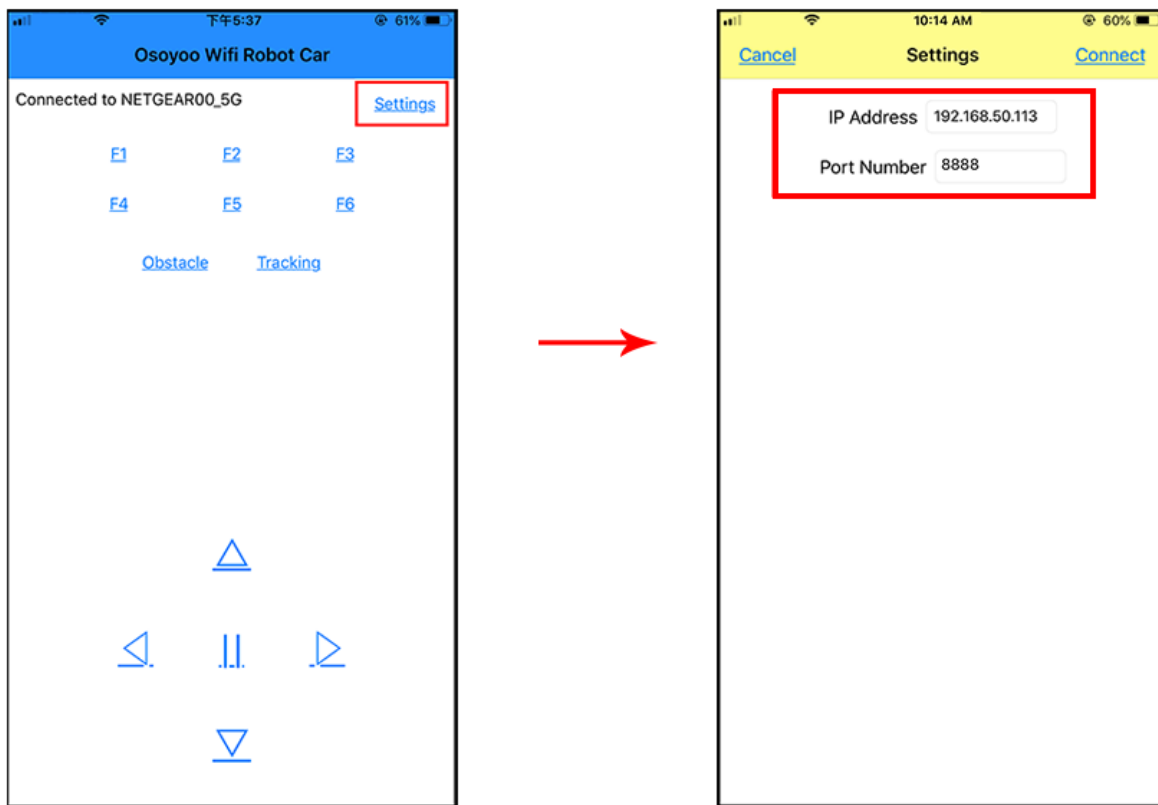 下午5:37
61%
Osoyoo Wifi Robot Car
Connected to NETGEAR00_5G
Settings
F1 F2 F3
F4 F5 F6
Obstacle Tracking
10:14 AM
60%
Cancel Settings Connect
IP Address 192.168.50.113
Port Number 8888